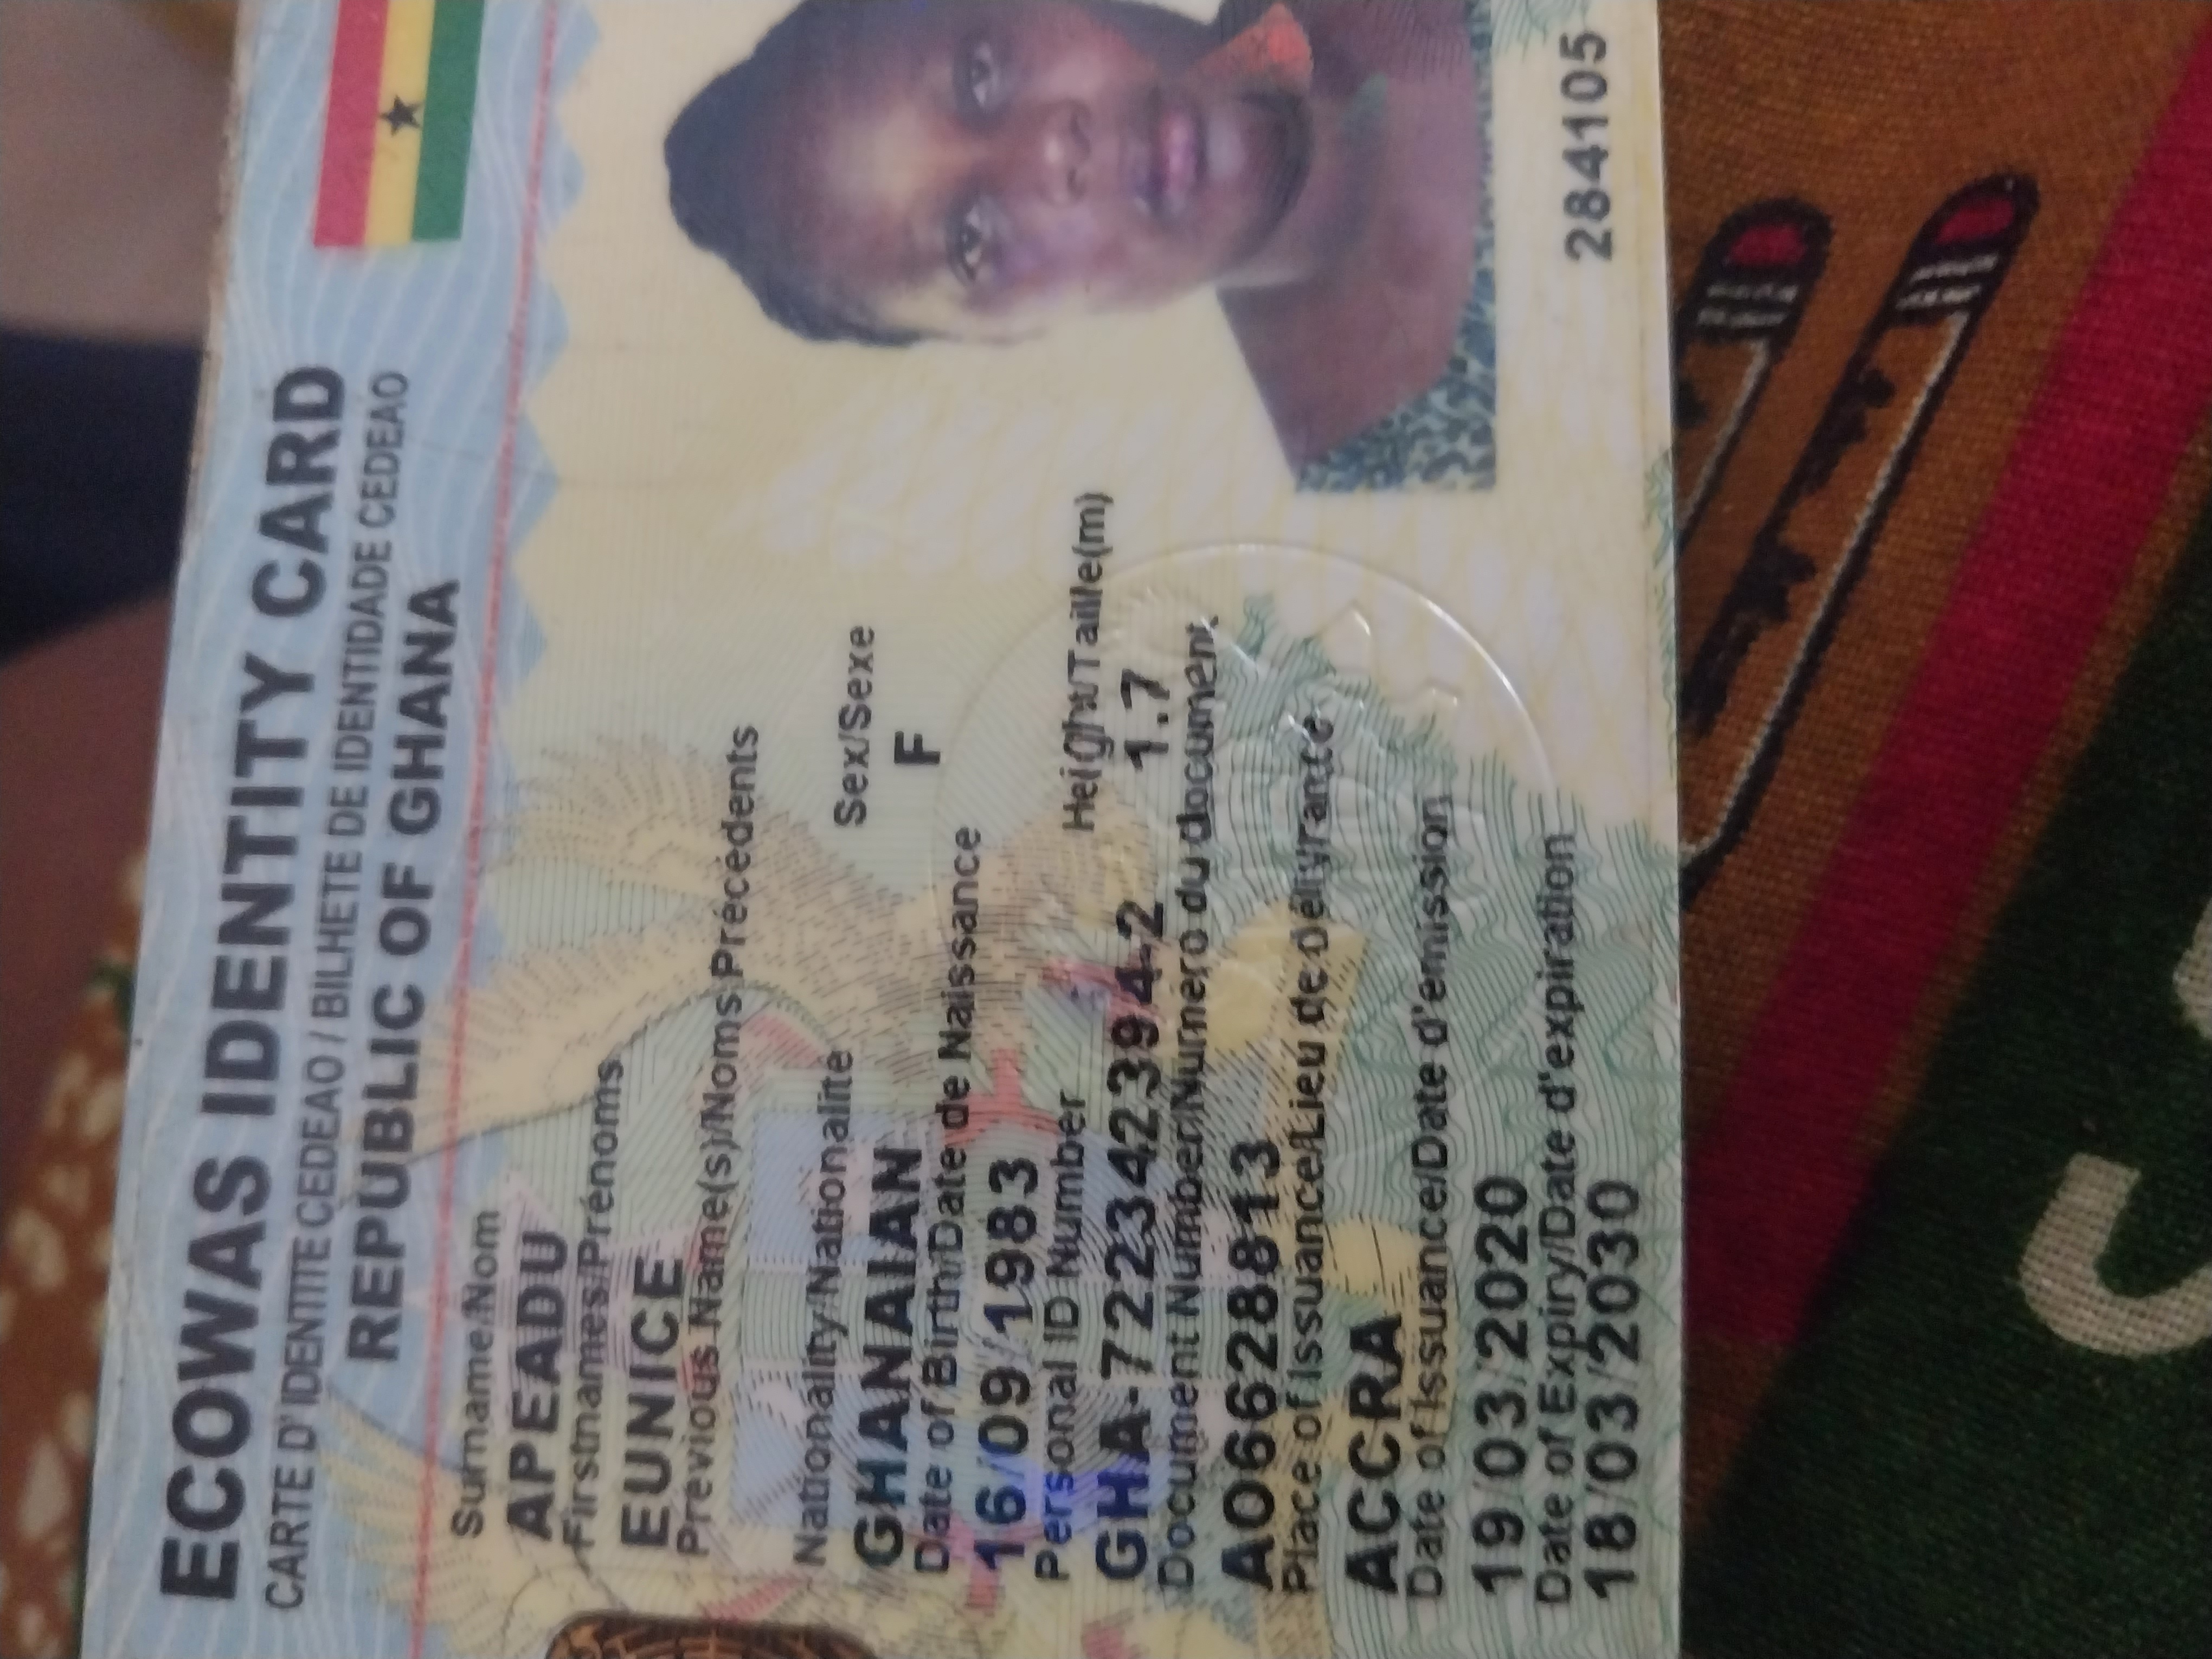 ECOWAS IDENTITY CARD
CARTE D'IDENTITE CEDEAO / BILHETE DE IDENTIDADE CEDEAO
REPUBLIC OF GHANA
Surname/Nom
APEADU
Firstnames/Prénoms
EUNICE
Previous Name(s)/Noms Précédents
Nationality/Nationalité
GHANAIAN
Sex/Sexe
F
Date of Birth/Date de Naissance
16/09/1983
Personal ID Number
GHA-722342394-2
Height/Taille(m)
1.7
Document Number/Numero du document
AO6628813
Place of Issuance/Lieu de délivrance
ACCRA
Date of Issuance/Date d'émission
19/03/2020
Date of Expiry/Date d'expiration
18/03/2030
284105